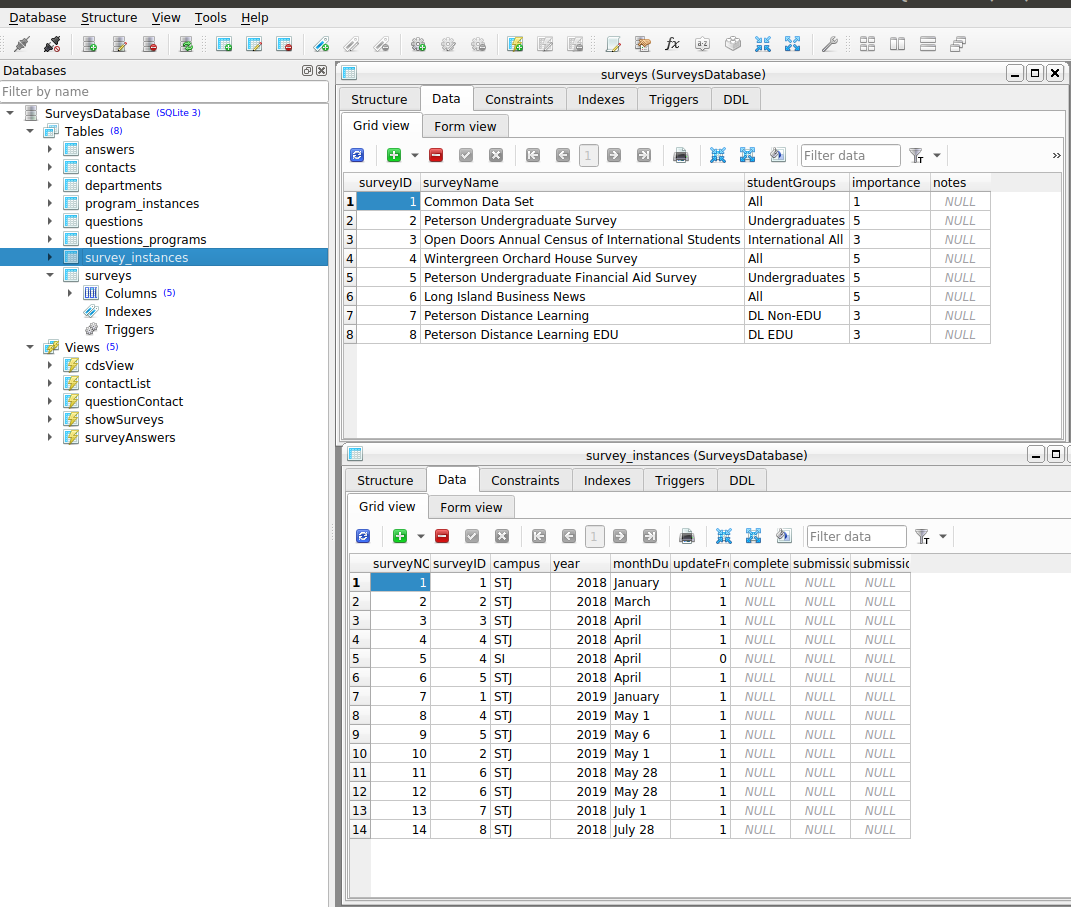 Database Structure View Tools Help
Databases
Filter by name
SurveysDatabase (SQLite 3)
Tables (8)
answers
contacts
departments
program_instances
questions
questions_programs
survey_instances
surveys
Columns (5)
Indexes
Triggers
Views (5)
cdsView
contactList
questionContact
showSurveys
surveyAnswers
surveys (SurveysDatabase)
Structure Data Constraints Indexes Triggers DDL
Grid view Form view
1 Filter data »
surveyID surveyName studentGroups importance notes
1 1 Common Data Set All 1 NULL
2 2 Peterson Undergraduate Survey Undergraduates 5 NULL
3 3 Open Doors Annual Census of International Students International All 3 NULL
4 4 Wintergreen Orchard House Survey All 5 NULL
5 5 Peterson Undergraduate Financial Aid Survey Undergraduates 5 NULL
6 6 Long Island Business News All 5 NULL
7 7 Peterson Distance Learning DL Non-EDU 3 NULL
8 8 Peterson Distance Learning EDU DL EDU 3 NULL
survey_instances (SurveysDatabase)
Structure Data Constraints Indexes Triggers DDL
Grid view Form view
1 Filter data
surveyNC surveyID campus year monthDu updateFr complete submissic submissic
1 1 1 STJ 2018 January 1 NULL NULL NULL
2 2 2 STJ 2018 March 1 NULL NULL NULL
3 3 3 STJ 2018 April 1 NULL NULL NULL
4 4 4 STJ 2018 April 1 NULL NULL NULL
5 5 4 SI 2018 April 0 NULL NULL NULL
6 6 5 STJ 2018 April 1 NULL NULL NULL
7 7 1 STJ 2019 January 1 NULL NULL NULL
8 8 4 STJ 2019 May 1 1 NULL NULL NULL
9 9 5 STJ 2019 May 6 1 NULL NULL NULL
10 10 2 STJ 2019 May 1 1 NULL NULL NULL
11 11 6 STJ 2018 May 28 1 NULL NULL NULL
12 12 6 STJ 2019 May 28 1 NULL NULL NULL
13 13 7 STJ 2018 July 1 1 NULL NULL NULL
14 14 8 STJ 2018 July 28 1 NULL NULL NULL